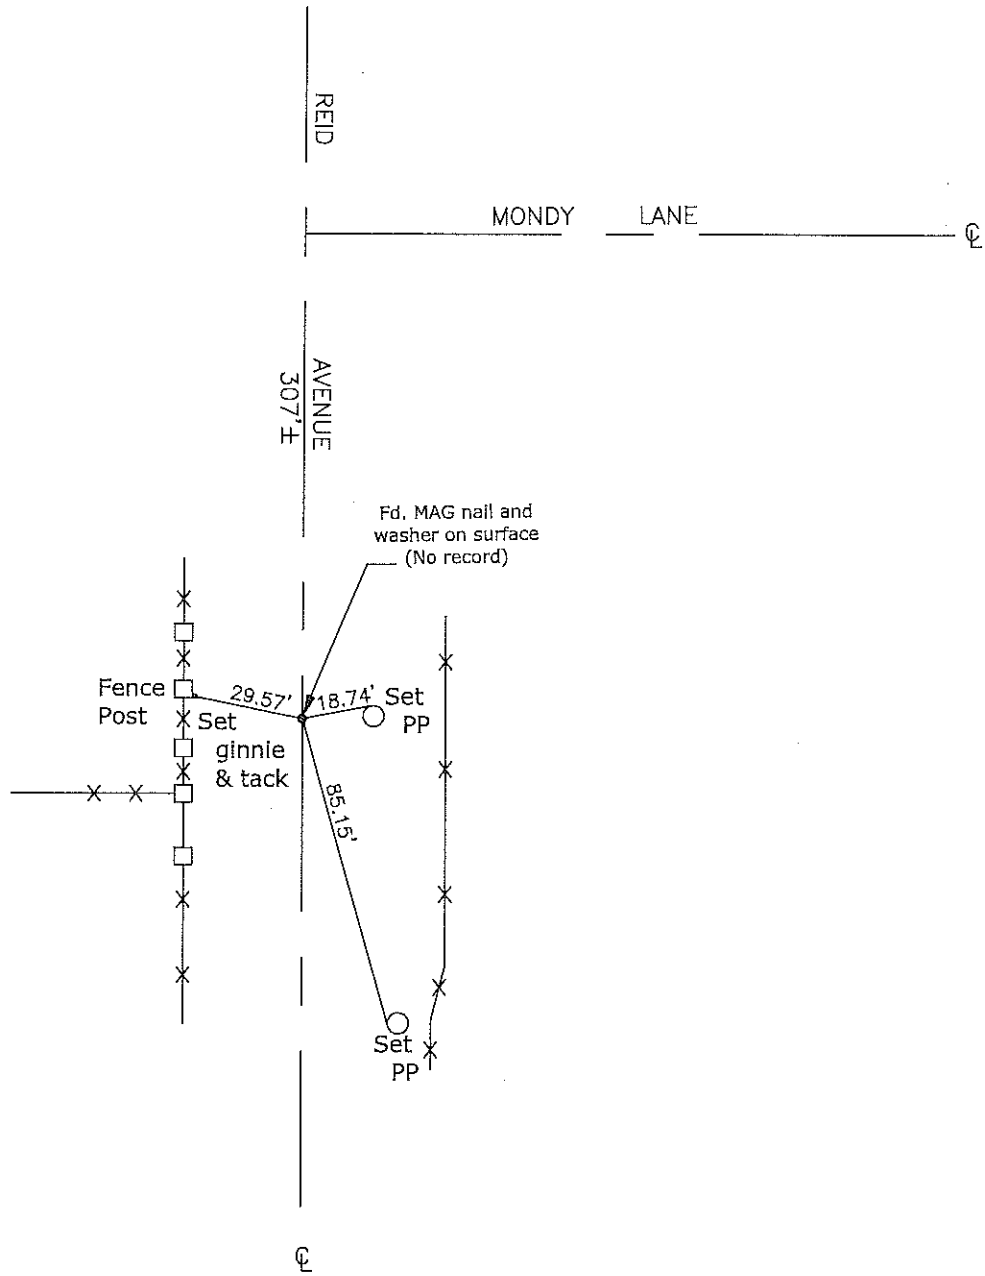 REID
MONDY LANE
℄
AVENUE
307'±
Fd. MAG nail and
washer on surface
(No record)
Fence
Post
29.57'
18.74'
Set
PP
Set
ginnie
& tack
85.15'
Set
PP
℄